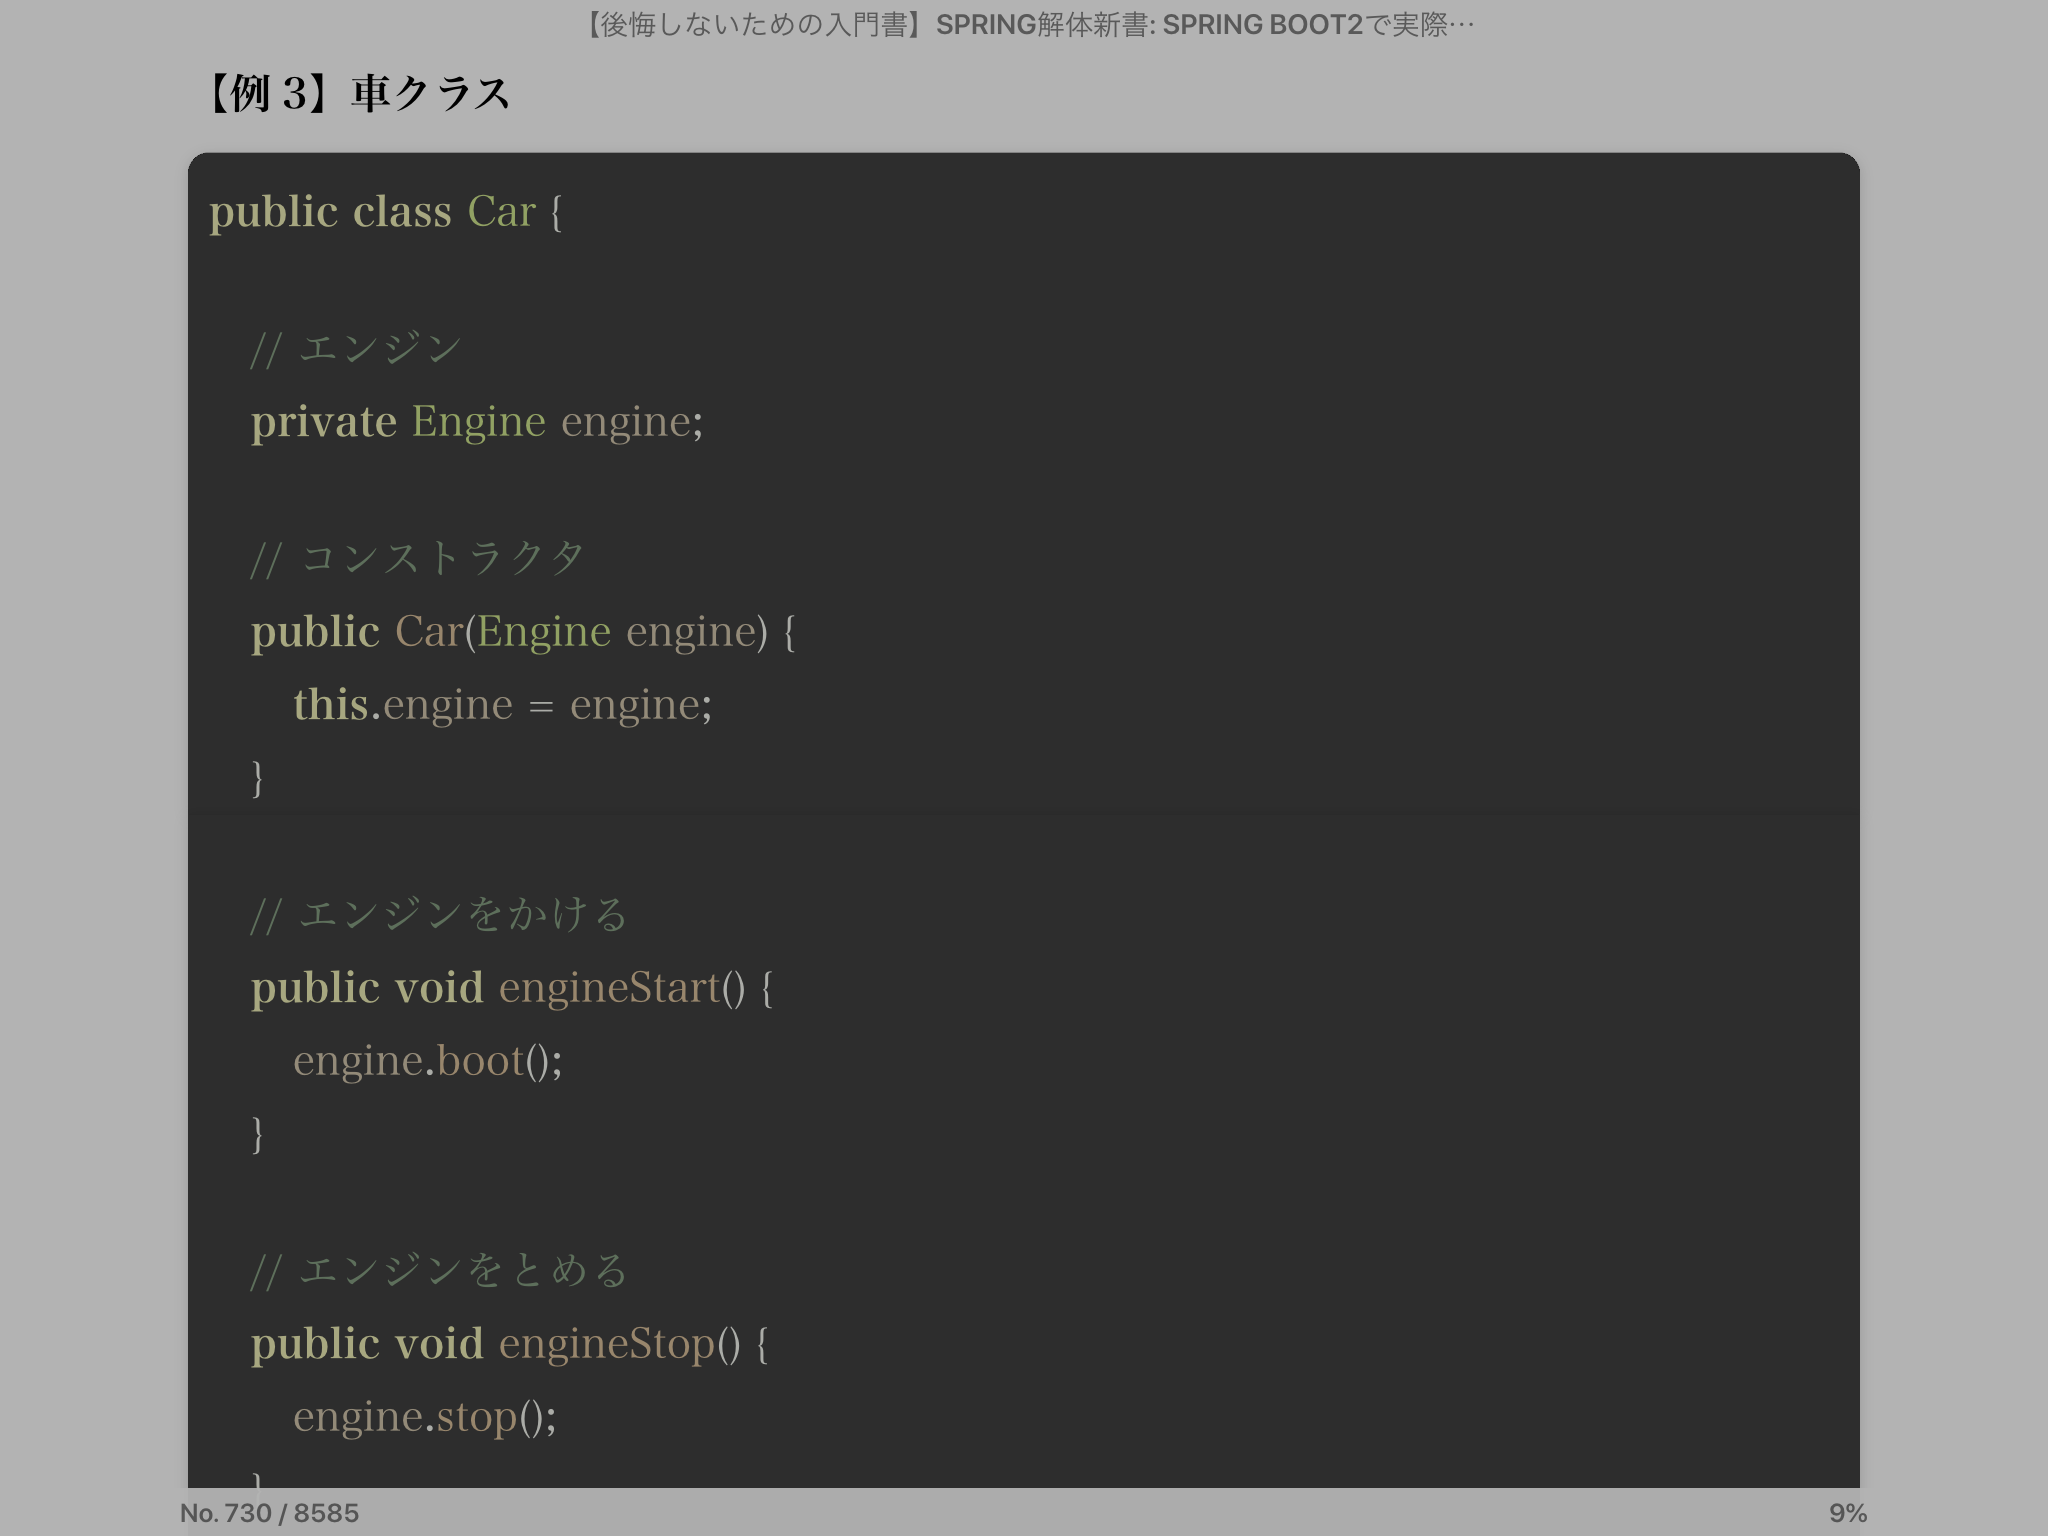 【後悔しないための入門書】SPRING解体新書: SPRING BOOT2で実際…
【例 3】車クラス
public class Car {
// エンジン
private Engine engine;
// コンストラクタ
public Car(Engine engine) {
this.engine = engine;
}
// エンジンをかける
public void engineStart() {
engine.boot();
}
// エンジンをとめる
public void engineStop() {
engine.stop();
}
No. 730 / 8585
9%